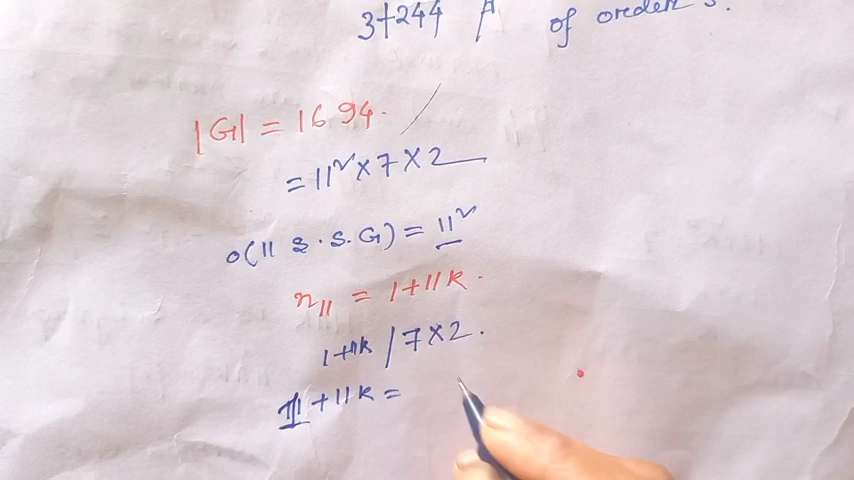 3+244 of order 3.
|G| = 1694.
= 11² × 7 × 2
o(11 S.S.G) = 11²
n₁₁ = 1+11k.
1+11k / 7×2.
1+11k =